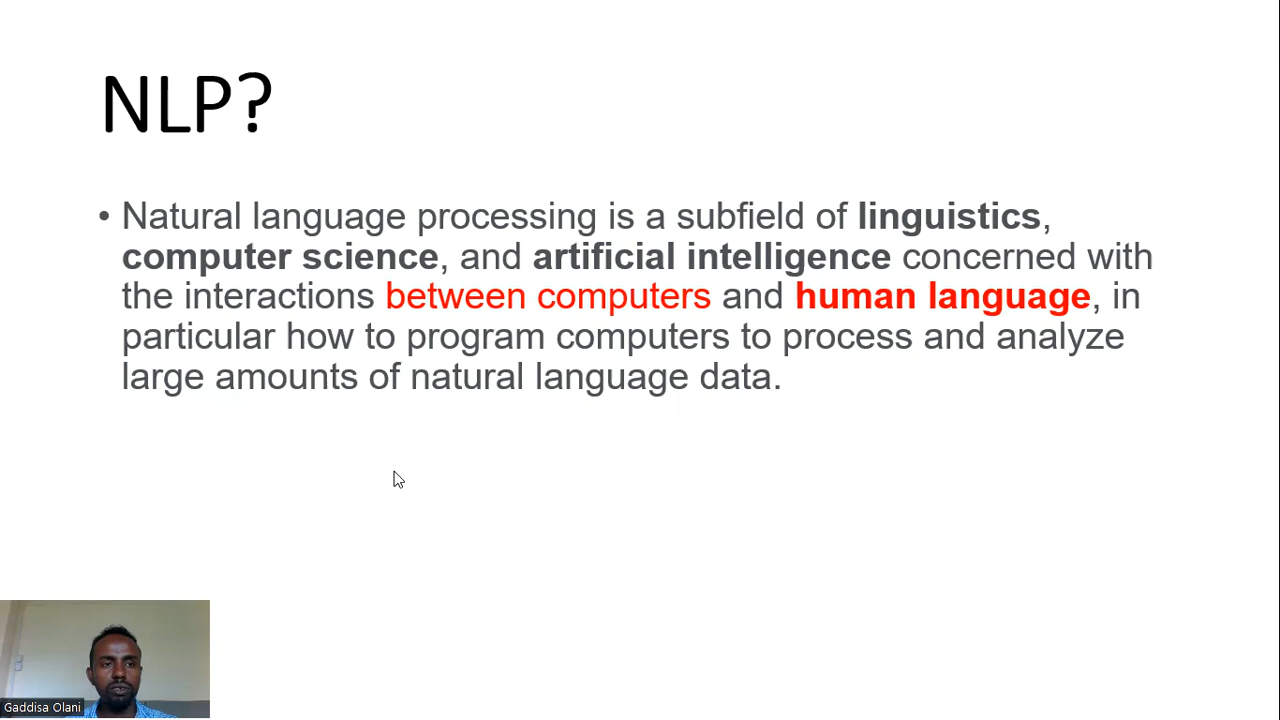 NLP?
• Natural language processing is a subfield of linguistics,
computer science, and artificial intelligence concerned with
the interactions between computers and human language, in
particular how to program computers to process and analyze
large amounts of natural language data.
Gaddisa Olani